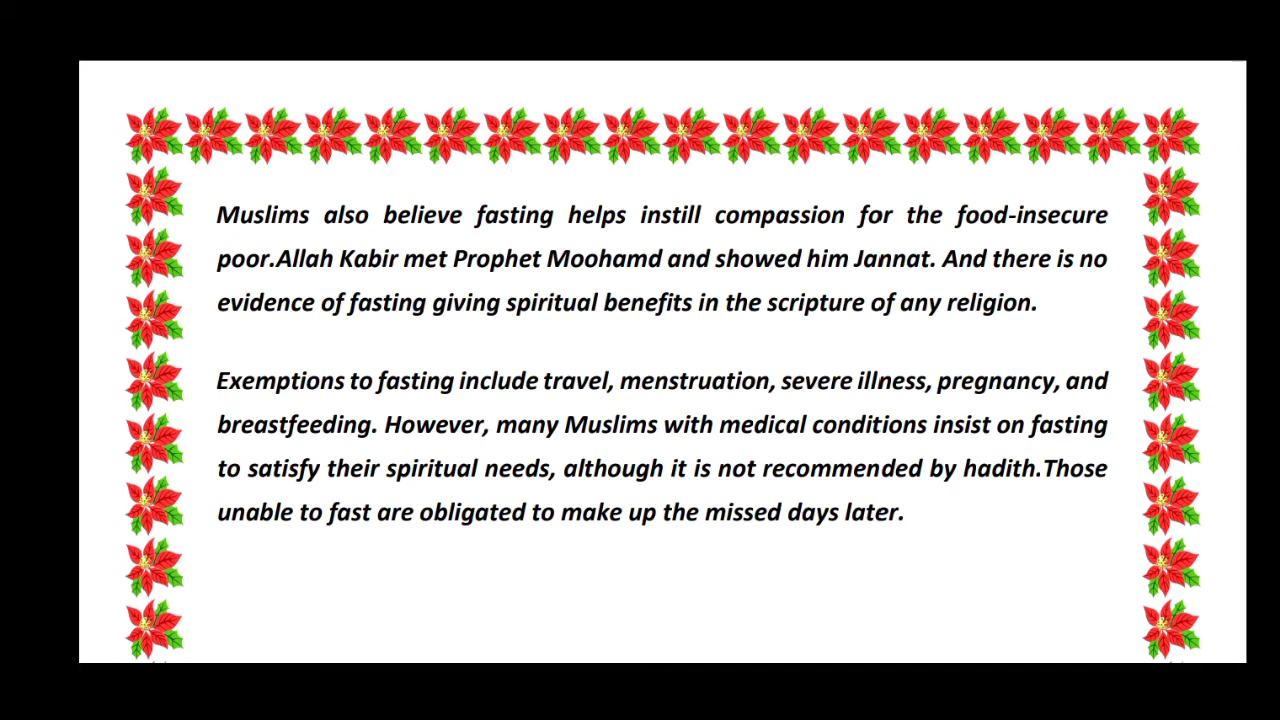 Muslims also believe fasting helps instill compassion for the food-insecure
poor.Allah Kabir met Prophet Moohamd and showed him Jannat. And there is no
evidence of fasting giving spiritual benefits in the scripture of any religion.
Exemptions to fasting include travel, menstruation, severe illness, pregnancy, and
breastfeeding. However, many Muslims with medical conditions insist on fasting
to satisfy their spiritual needs, although it is not recommended by hadith.Those
unable to fast are obligated to make up the missed days later.